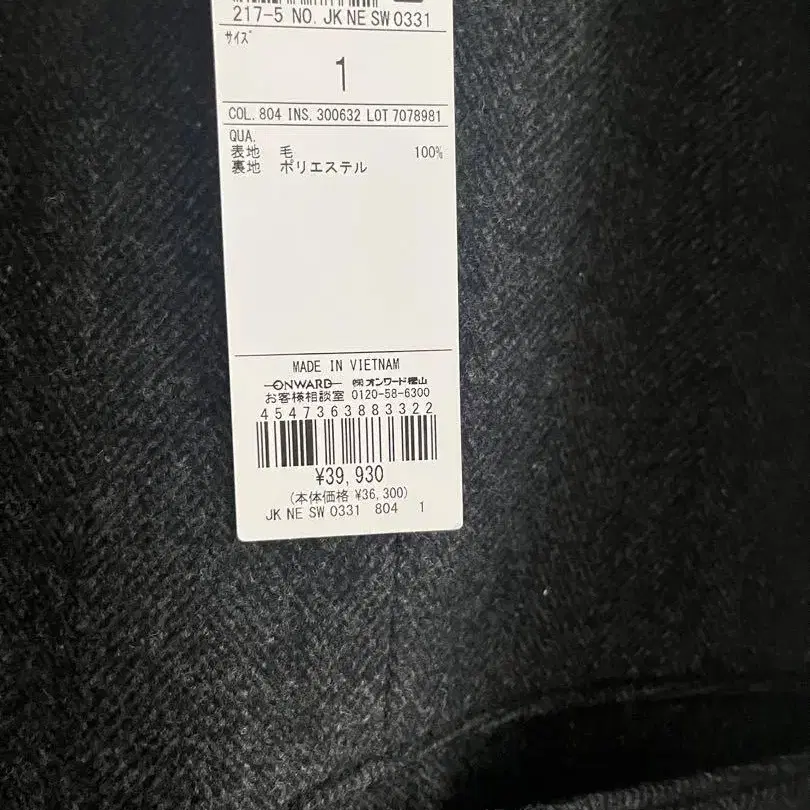 217-5 NO. JK NE SW 0331
サイズ
1
COL. 804 INS. 300632 LOT 7078981
QUA.
表地 毛 100%
裏地 ポリエステル
MADE IN VIETNAM
ONWARD ㈱オンワード樫山
お客様相談室 0120-58-6300
4547363883322
¥39,930
(本体価格 ¥36,300)
JK NE SW 0331 804 1